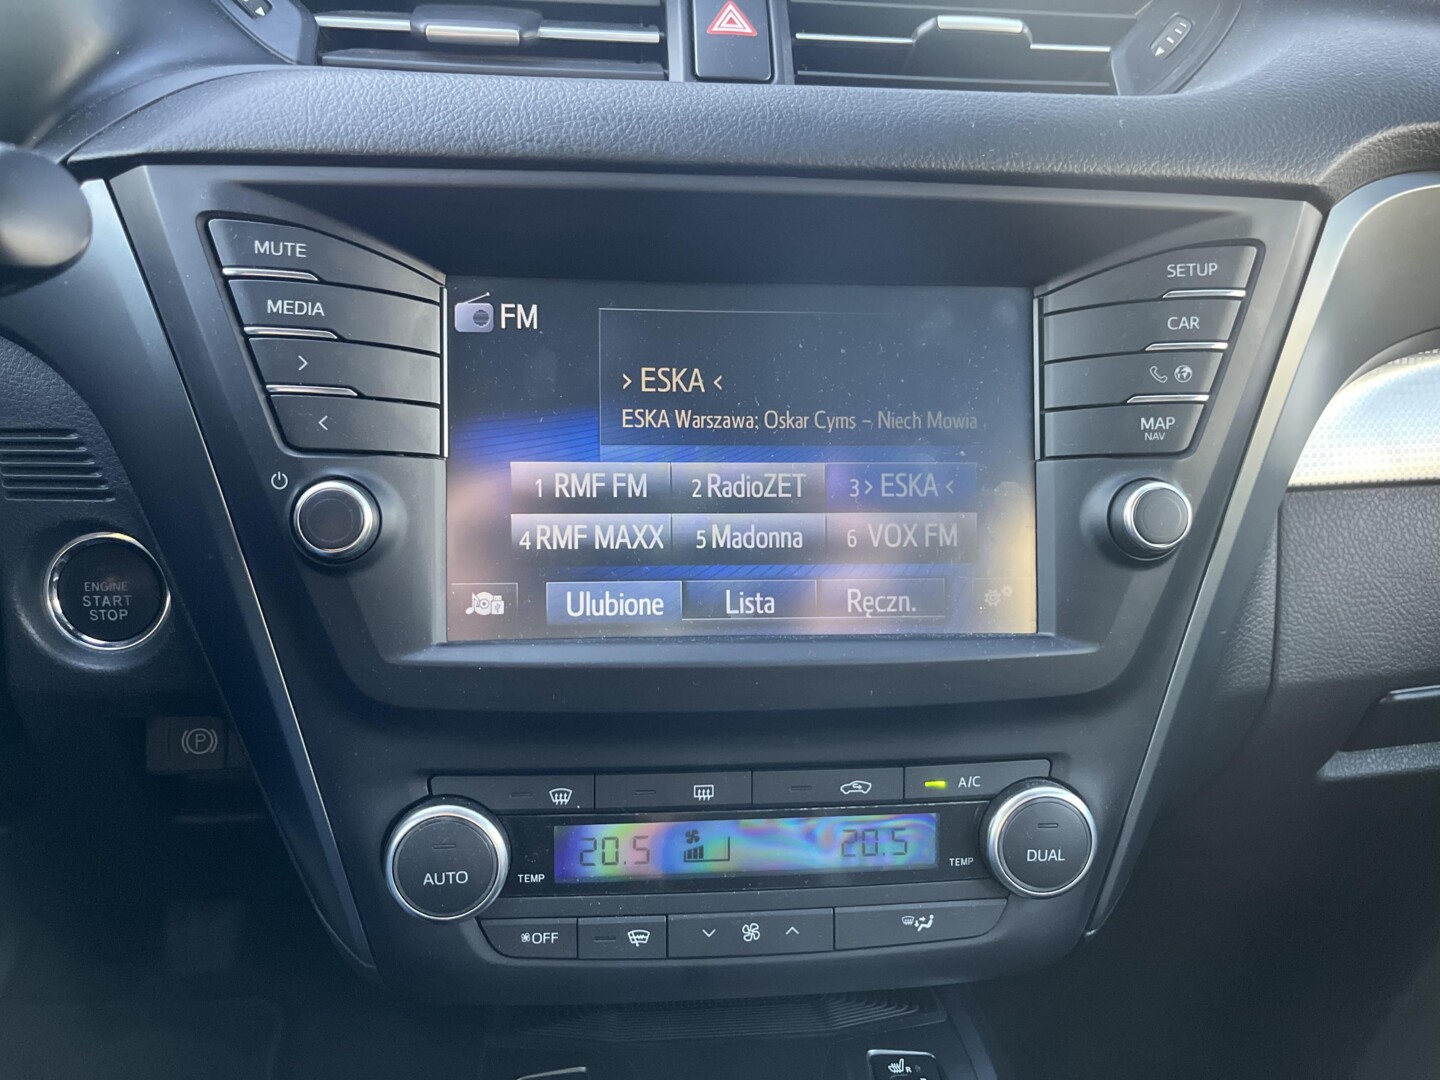 MUTE
MEDIA
>
<
SETUP
CAR
MAP
NAV
FM
> ESKA <
ESKA Warszawa: Oskar Cyms – Niech Mowia
1 RMF FM
2 RadioZET
3 > ESKA <
4 RMF MAXX
5 Madonna
6 VOX FM
Ulubione
Lista
Ręczn.
ENGINE
START
STOP
P
A/C
AUTO
TEMP
20.5
20.5
TEMP
DUAL
OFF
R